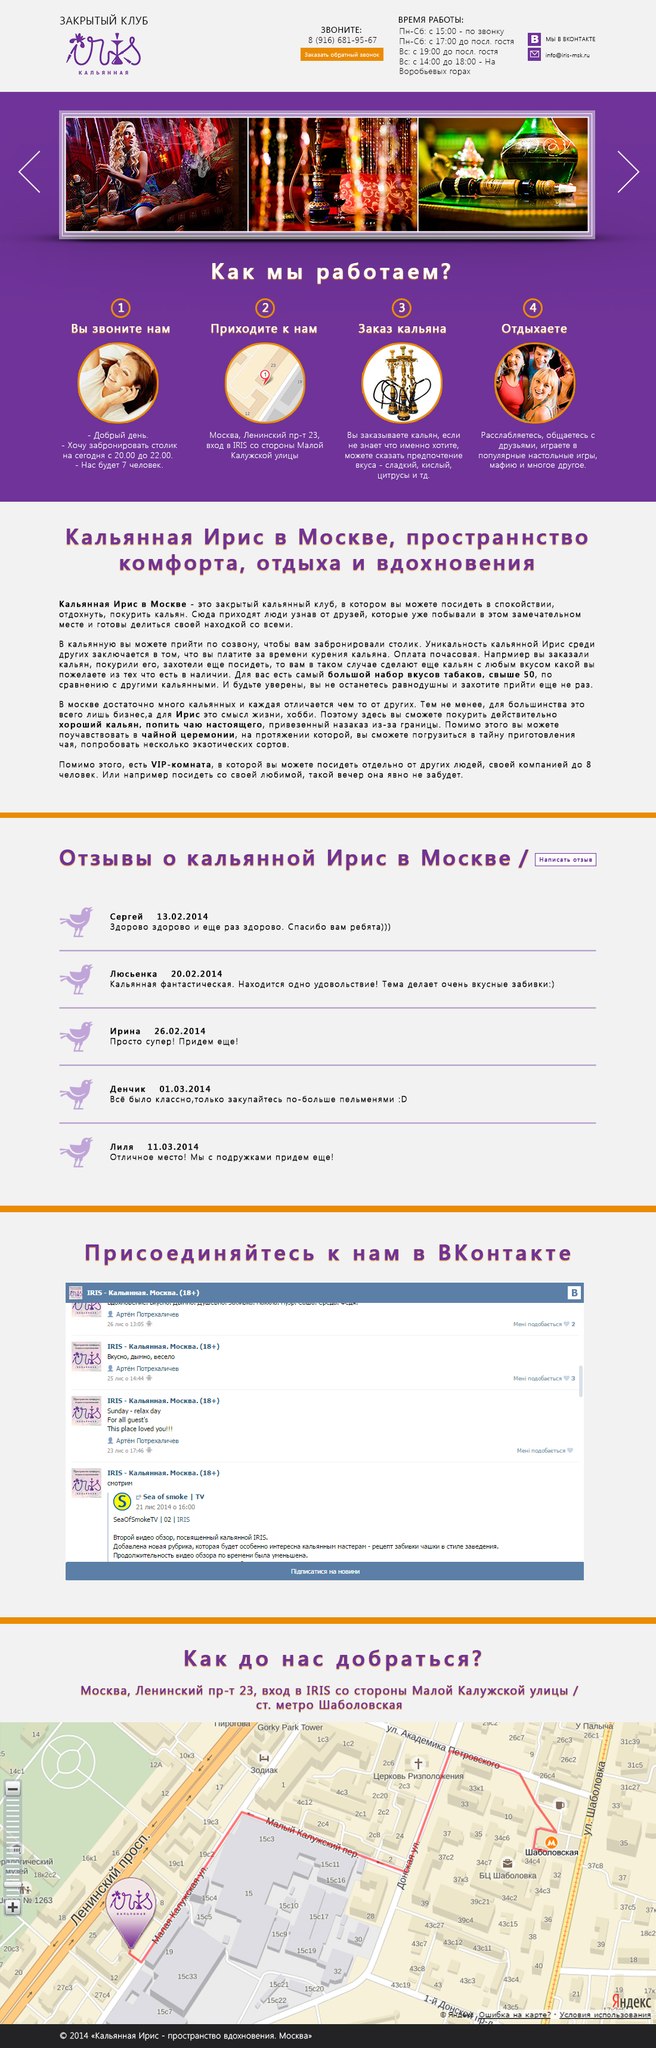 ЗАКРЫТЫЙ КЛУБ
iris
КАЛЬЯННАЯ
ЗВОНИТЕ:
8 (916) 681-95-67
Заказать обратный звонок
ВРЕМЯ РАБОТЫ:
Пн-Сб: с 15:00 - по звонку
Пн-Сб: с 17:00 до посл. гостя
Вс: с 19:00 до посл. гостя
Вс: с 14:00 до 18:00 - На
Воробьевых горах
В МЫ В ВКОНТАКТЕ
info@iris-msk.ru
Как мы работаем?
1
Вы звоните нам
- Добрый день.
- Хочу забронировать столик
на сегодня с 20.00 до 22.00.
- Нас будет 7 человек.
2
Приходите к нам
Москва, Ленинский пр-т 23,
вход в IRIS со стороны Малой
Калужской улицы
3
Заказ кальяна
Вы заказываете кальян, если
не знает что именно хотите,
можете сказать предпочтение
вкуса - сладкий, кислый,
цитрусы и тд.
4
Отдыхаете
Расслабляетесь, общаетесь с
друзьями, играете в
популярные настольные игры,
мафию и многое другое.
Кальянная Ирис в Москве, пространнство
комфорта, отдыха и вдохновения
Кальянная Ирис в Москве - это закрытый кальянный клуб, в котором вы можете посидеть в спокойствии,
отдохнуть, покурить кальян. Сюда приходят люди узнав от друзей, которые уже побывали в этом замечательном
месте и готовы делиться своей находкой со всеми.
В кальянную вы можете прийти по созвону, чтобы вам забронировали столик. Уникальность кальянной Ирис среди
других заключается в том, что вы платите за времени курения кальяна. Оплата почасовая. Напрмиер вы заказали
кальян, покурили его, захотели еще посидеть, то вам в таком случае сделают еще кальян с любым вкусом какой вы
пожелаете из тех что есть в наличии. Для вас есть самый большой набор вкусов табаков, свыше 50, по
сравнению с другими кальянными. И будьте уверены, вы не останетесь равнодушны и захотите прийти еще не раз.
В москве достаточно много кальянных и каждая отличается чем то от других. Тем не менее, для большинства это
всего лишь бизнес,а для Ирис это смысл жизни, хобби. Поэтому здесь вы сможете покурить действительно
хороший кальян, попить чаю настоящего, привезенный назаказ из-за границы. Помимо этого вы можете
поучавствовать в чайной церемонии, на протяжении которой, вы сможете погрузиться в тайну приготовления
чая, попробовать несколько экзотических сортов.
Помимо этого, есть VIP-комната, в которой вы можете посидеть отдельно от других людей, своей компанией до 8
человек. Или например посидеть со своей любимой, такой вечер она явно не забудет.
Отзывы о кальянной Ирис в Москве / Написать отзыв
Сергей 13.02.2014
Здорово здорово и еще раз здорово. Спасибо вам ребята)))
Люсьенка 20.02.2014
Кальянная фантастическая. Находится одно удовольствие! Тема делает очень вкусные забивки:)
Ирина 26.02.2014
Просто супер! Придем еще!
Денчик 01.03.2014
Всё было классно,только закупайтесь по-больше пельменями :D
Лиля 11.03.2014
Отличное место! Мы с подружками придем еще!
Присоединяйтесь к нам в ВКонтакте
IRIS - Кальянная. Москва. (18+) В
Артём Потрехаличев
26 лис о 13:05 Мені подобається 2
IRIS - Кальянная. Москва. (18+)
Вкусно, дымно, весело
Артём Потрехаличев
25 лис о 14:44 Мені подобається 3
IRIS - Кальянная. Москва. (18+)
Sunday - relax day
For all guest's
This place loved you!!!
Артём Потрехаличев
23 лис о 17:46 Мені подобається
IRIS - Кальянная. Москва. (18+)
смотрим
S Sea of smoke | TV
21 лис 2014 о 16:00
SeaOfSmokeTV | 02 | IRIS
Второй видео обзор, посвященный кальянной IRIS.
Добавлена новая рубрика, которая будет особенно интересна кальянным мастерам - рецепт забивки чашки в стиле заведения.
Продолжительность видео обзора по времени была уменьшена.
Підписатися на новини
Как до нас добраться?
Москва, Ленинский пр-т 23, вход в IRIS со стороны Малой Калужской улицы /
ст. метро Шаболовская
Gorky Park Tower
ул. Академика Петровского
У Палыча
Зодиак
Церковь Ризположения
ул. Шаболовка
Малый Калужский пер.
Донская ул.
Шаболовская
БЦ Шаболовка
Ленинский просп.
Малая Калужская ул.
№ 1263
iris
КАЛЬЯННАЯ
Яндекс
© Яндекс Ошибка на карте? · Условия использования
© 2014 «Кальянная Ирис - пространство вдохновения. Москва»